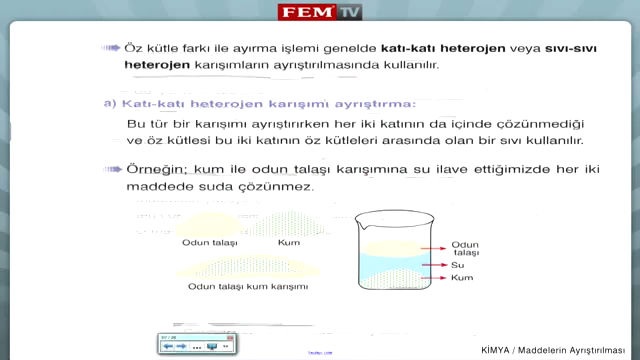 FEM TV
Öz kütle farkı ile ayırma işlemi genelde katı-katı heterojen veya sıvı-sıvı
heterojen karışımların ayrıştırılmasında kullanılır.
a) Katı-katı heterojen karışımı ayrıştırma:
Bu tür bir karışımı ayrıştırırken her iki katının da içinde çözünmediği
ve öz kütlesi bu iki katının öz kütleleri arasında olan bir sıvı kullanılır.
Örneğin; kum ile odun talaşı karışımına su ilave ettiğimizde her iki
maddede suda çözünmez.
Odun talaşı
Kum
Odun talaşı kum karışımı
Odun
talaşı
Su
Kum
KİMYA / Maddelerin Ayrıştırılması